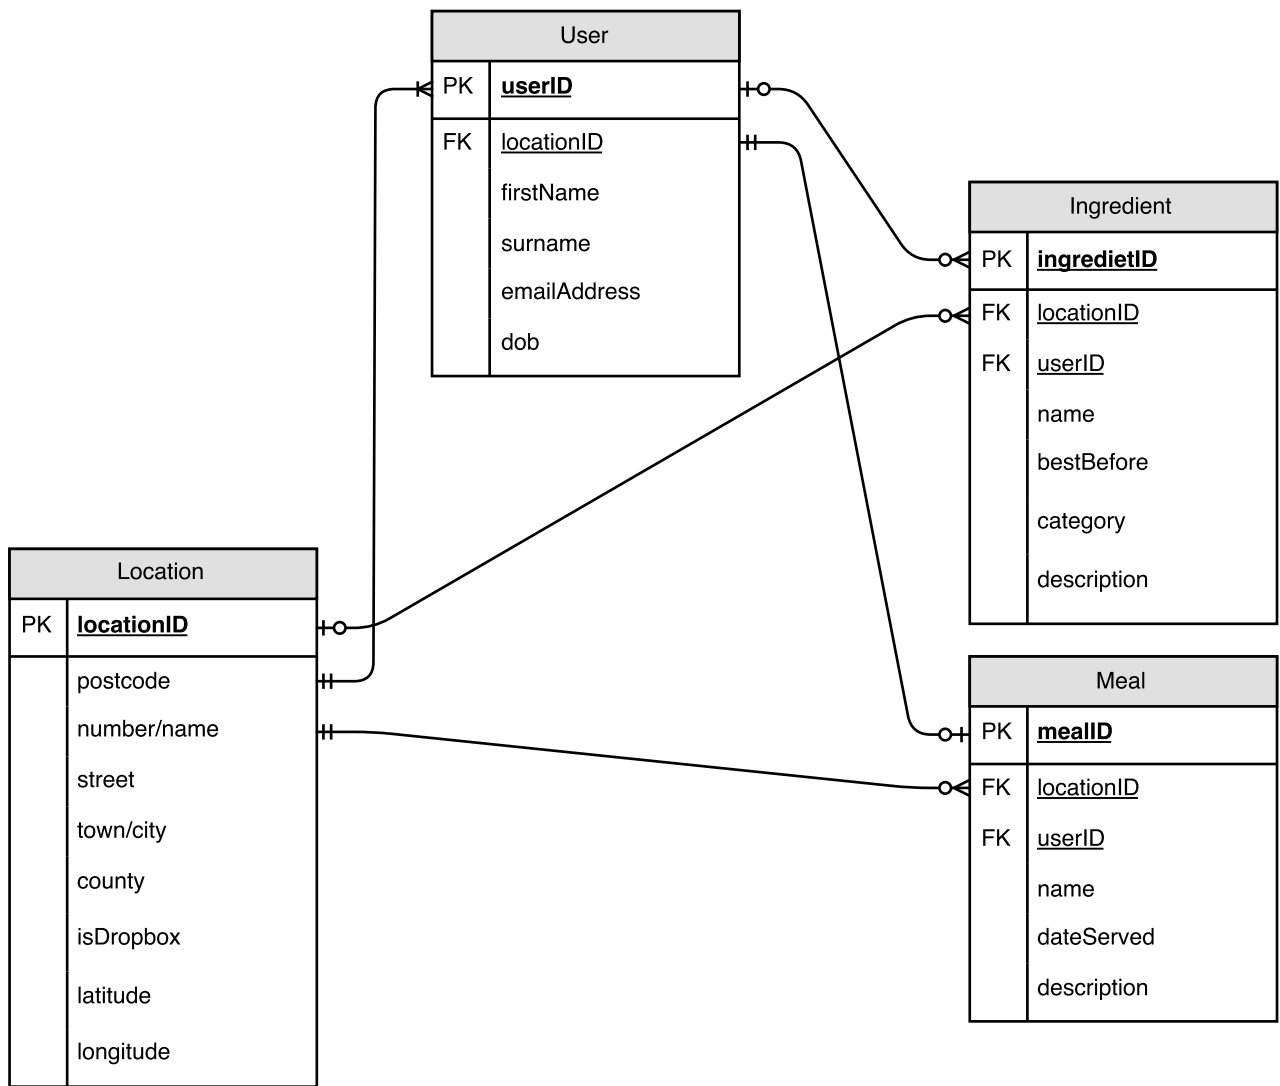 User
PK userID
FK locationID
firstName
surname
emailAddress
dob
Ingredient
PK ingredietID
FK locationID
FK userID
name
bestBefore
category
description
Location
PK locationID
postcode
number/name
street
town/city
county
isDropbox
latitude
longitude
Meal
PK mealID
FK locationID
FK userID
name
dateServed
description